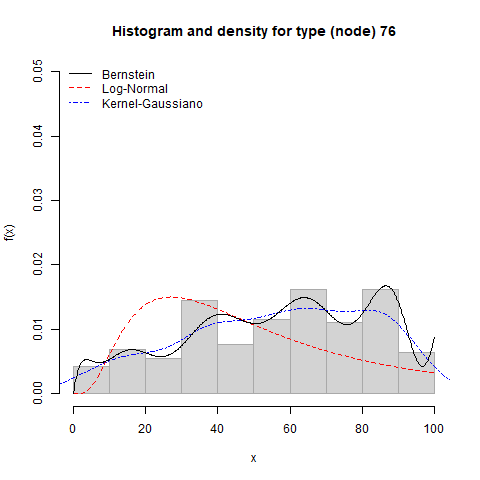 Histogram and density for type (node) 76
Bernstein
Log-Normal
Kernel-Gaussiano
f(x)
0.05
0.04
0.03
0.02
0.01
0.00
0 20 40 60 80 100
x